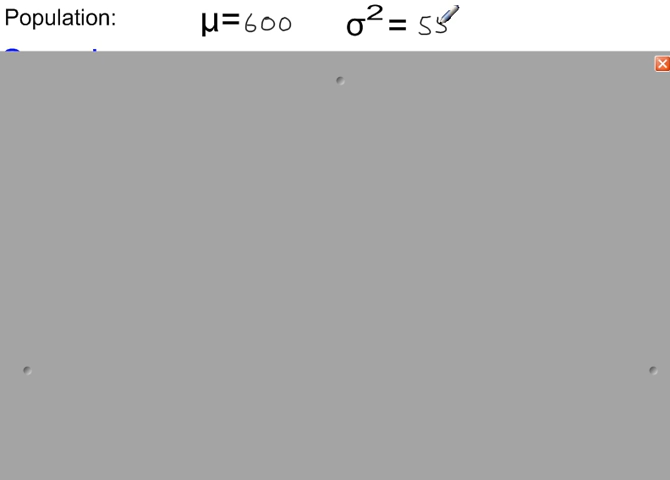 Population: μ=600 σ²= 55